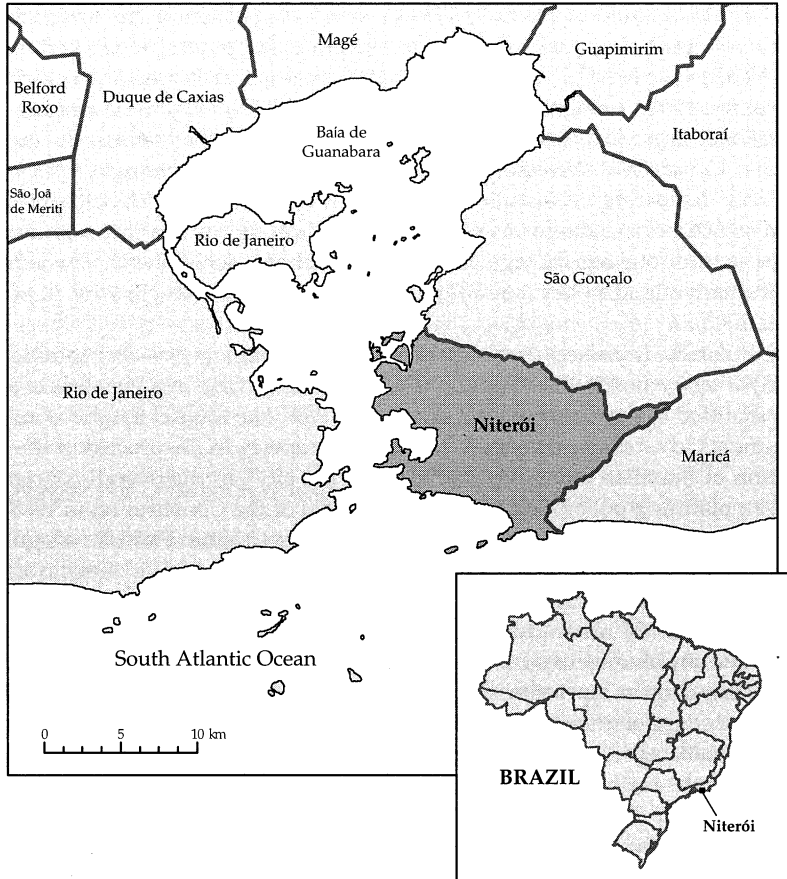 Magé
Guapimirim
Belford
Roxo
Duque de Caxias
Itaboraí
Baía de
Guanabara
São Joã
de Meriti
Rio de Janeiro
São Gonçalo
Rio de Janeiro
Niterói
Maricá
South Atlantic Ocean
0 5 10 km
BRAZIL
Niterói